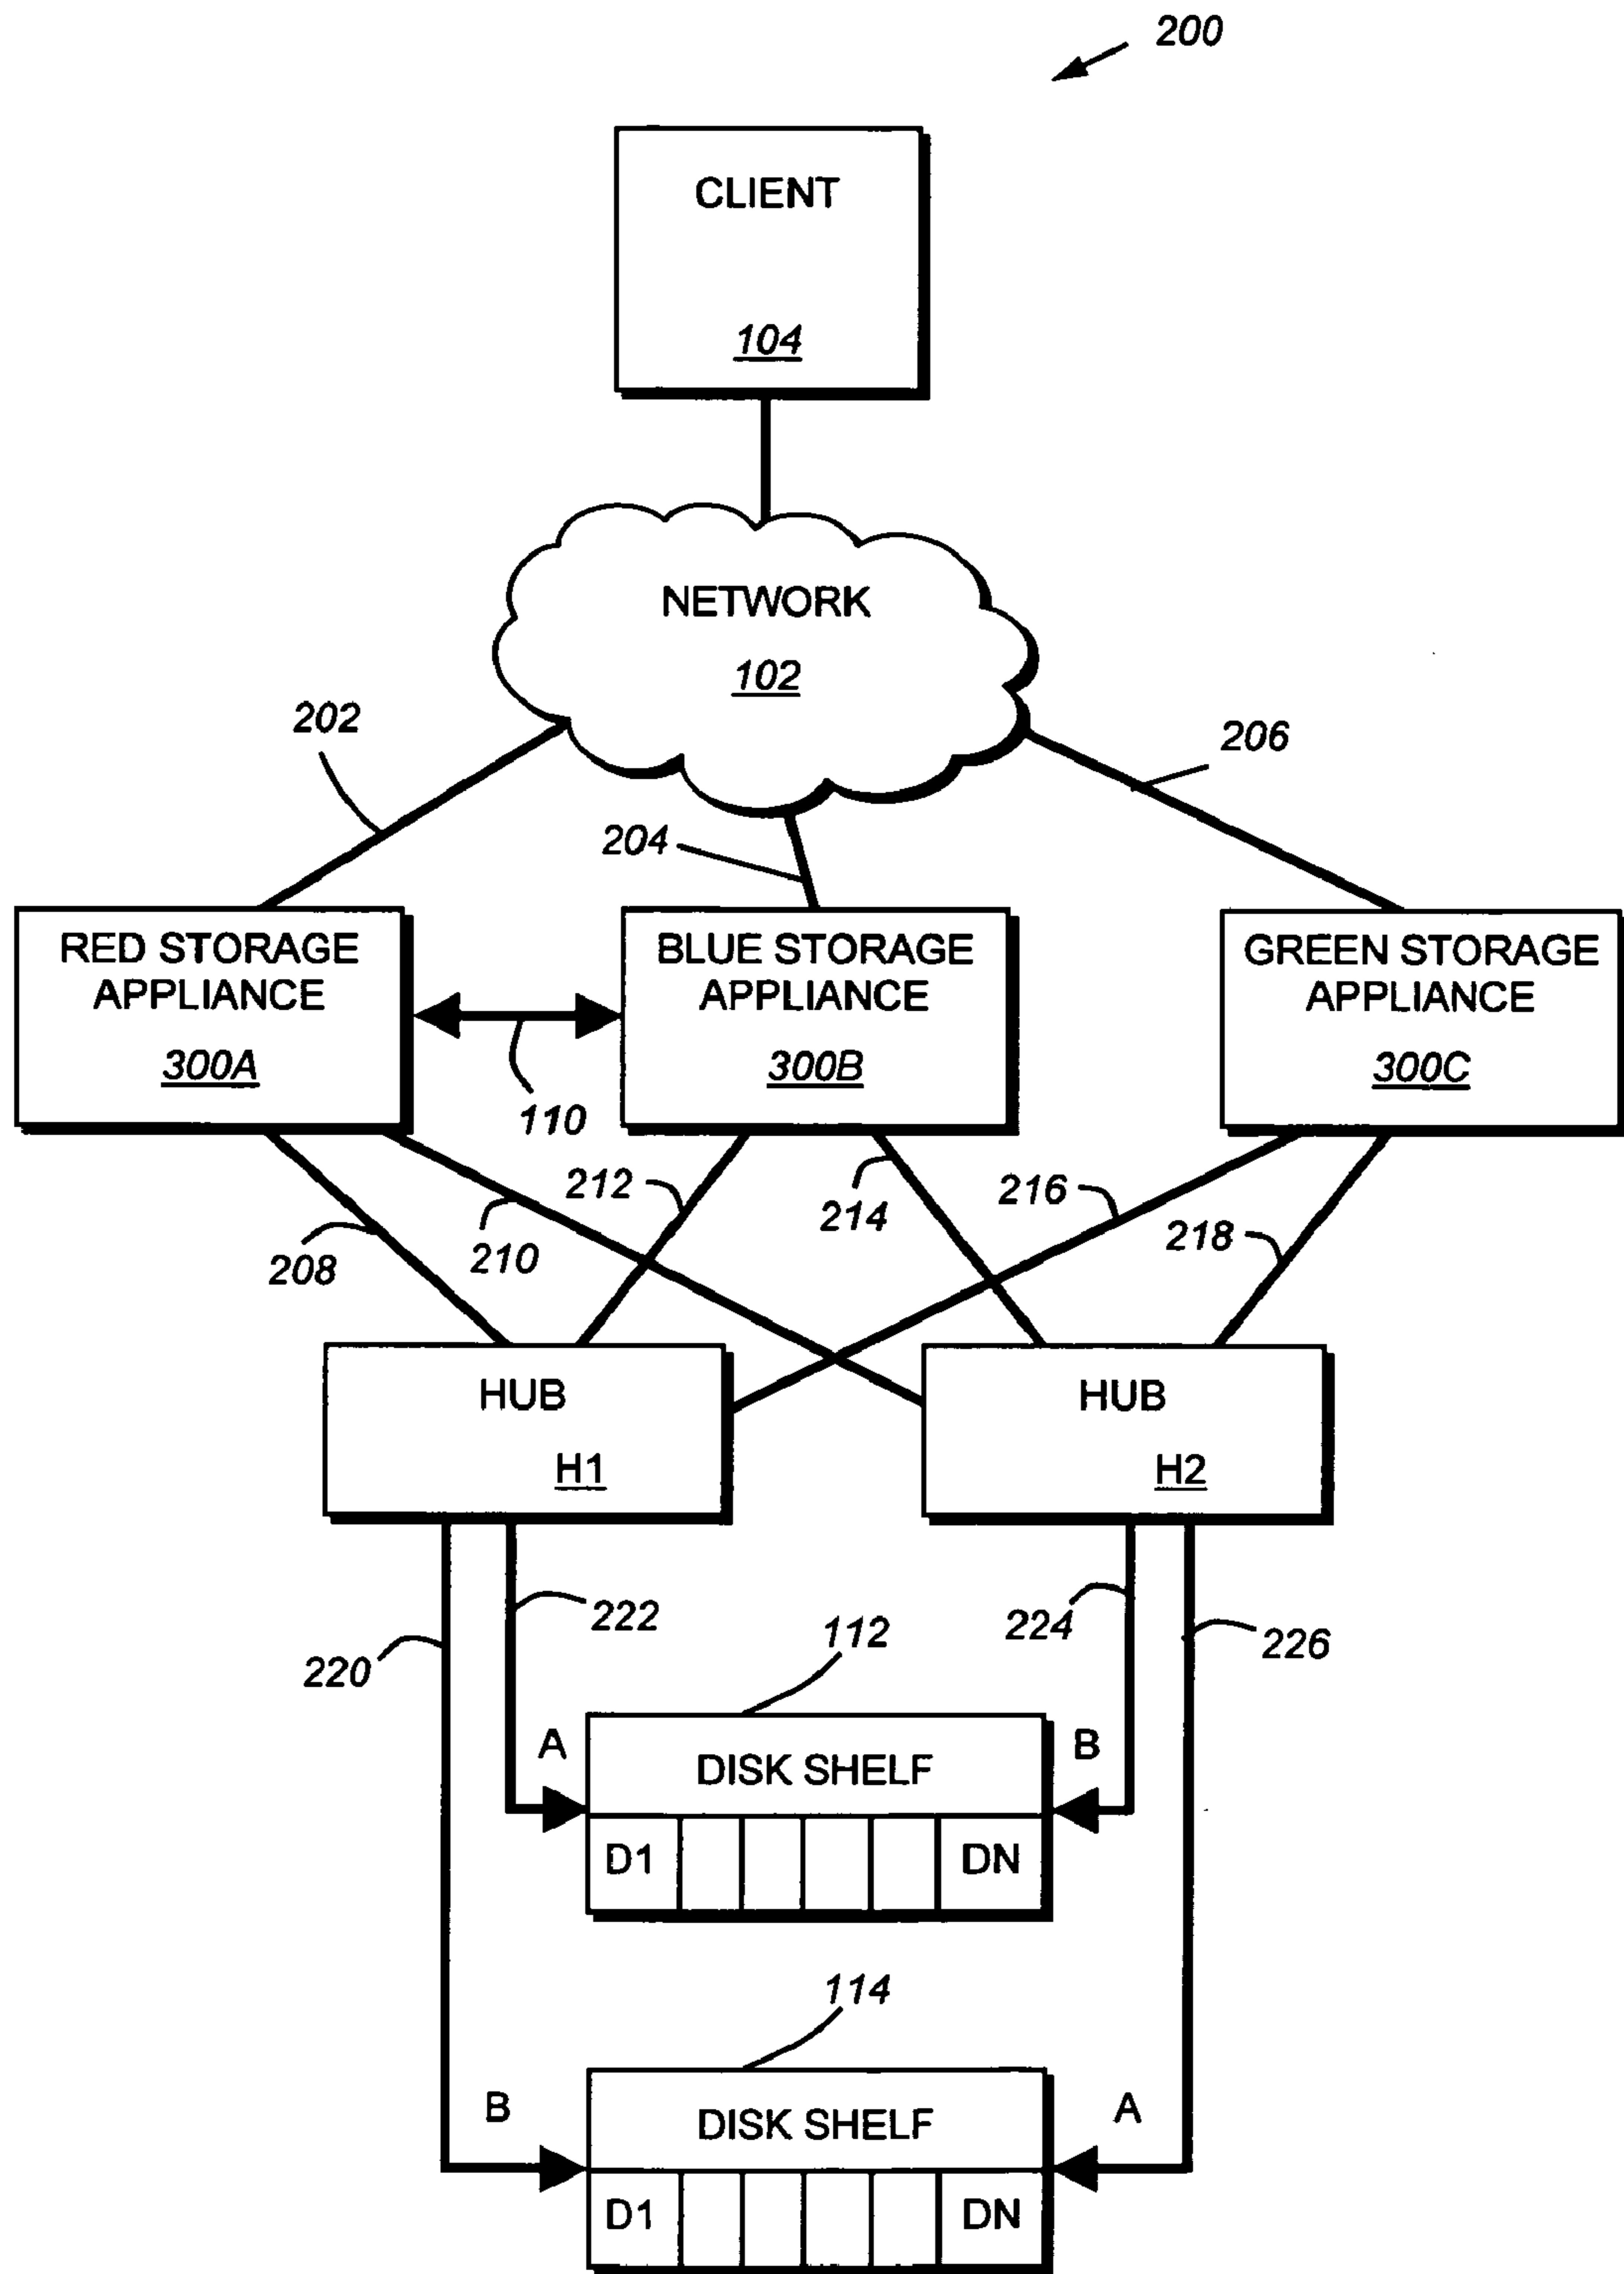 200
CLIENT
104
NETWORK
102
202
206
204
RED STORAGE
APPLIANCE
300A
BLUE STORAGE
APPLIANCE
300B
GREEN STORAGE
APPLIANCE
300C
110
212
216
214
218
210
208
HUB
H1
HUB
H2
222
224
220
226
112
A
B
DISK SHELF
D1
DN
114
B
A
DISK SHELF
D1
DN